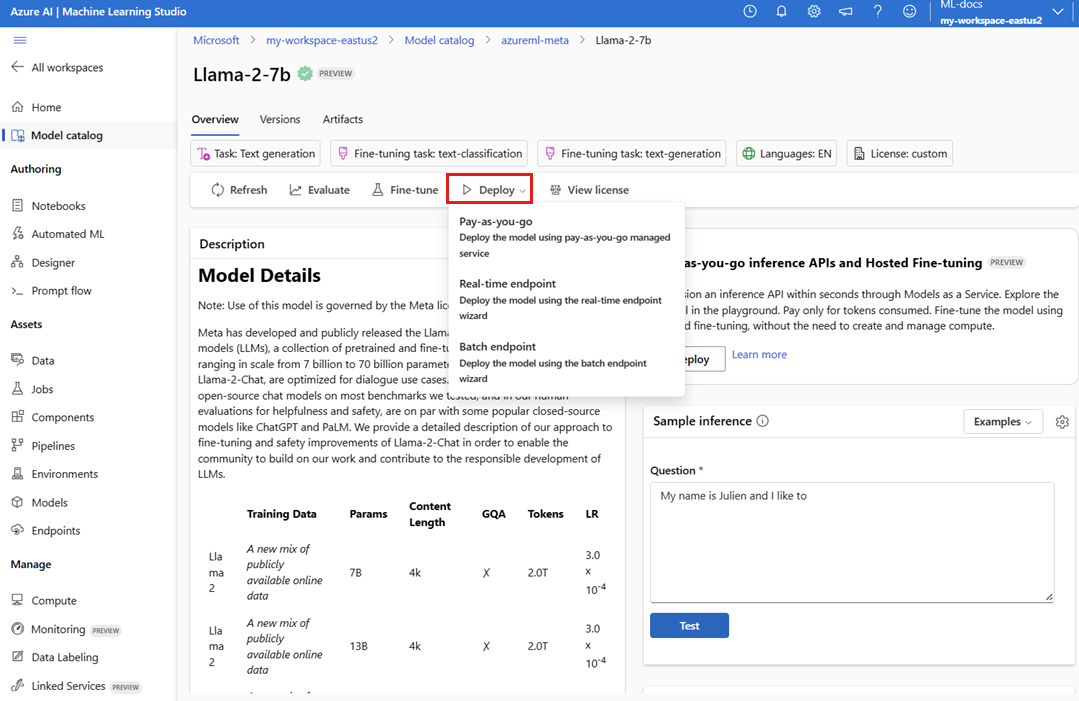 Azure AI | Machine Learning Studio
ML-docs
my-workspace-eastus2
All workspaces
Home
Model catalog
Authoring
Notebooks
Automated ML
Designer
Prompt flow
Assets
Data
Jobs
Components
Pipelines
Environments
Models
Endpoints
Manage
Compute
Monitoring PREVIEW
Data Labeling
Linked Services PREVIEW
Microsoft > my-workspace-eastus2 > Model catalog > azureml-meta > Llama-2-7b
Llama-2-7b PREVIEW
Overview Versions Artifacts
Task: Text generation Fine-tuning task: text-classification Fine-tuning task: text-generation Languages: EN License: custom
Refresh Evaluate Fine-tune Deploy View license
Pay-as-you-go
Deploy the model using pay-as-you-go managed
service
Real-time endpoint
Deploy the model using the real-time endpoint
wizard
Batch endpoint
Deploy the model using the batch endpoint
wizard
Description
Model Details
Note: Use of this model is governed by the Meta lic
Meta has developed and publicly released the Llama
models (LLMs), a collection of pretrained and fine-tu
ranging in scale from 7 billion to 70 billion paramete
Llama-2-Chat, are optimized for dialogue use cases.
open-source chat models on most benchmarks we tested, and in our human
evaluations for helpfulness and safety, are on par with some popular closed-source
models like ChatGPT and PaLM. We provide a detailed description of our approach to
fine-tuning and safety improvements of Llama-2-Chat in order to enable the
community to build on our work and contribute to the responsible development of
LLMs.
Training Data Params Content Length GQA Tokens LR
Lla
ma
2
A new mix of
publicly
available online
data
7B 4k ✗ 2.0T
3.0
x
10⁻⁴
Lla
ma
2
A new mix of
publicly
available online
data
13B 4k ✗ 2.0T
3.0
x
10⁻⁴
as-you-go inference APIs and Hosted Fine-tuning PREVIEW
sion an inference API within seconds through Models as a Service. Explore the
l in the playground. Pay only for tokens consumed. Fine-tune the model using
d fine-tuning, without the need to create and manage compute.
eploy Learn more
Sample inference Examples
Question *
My name is Julien and I like to
Test